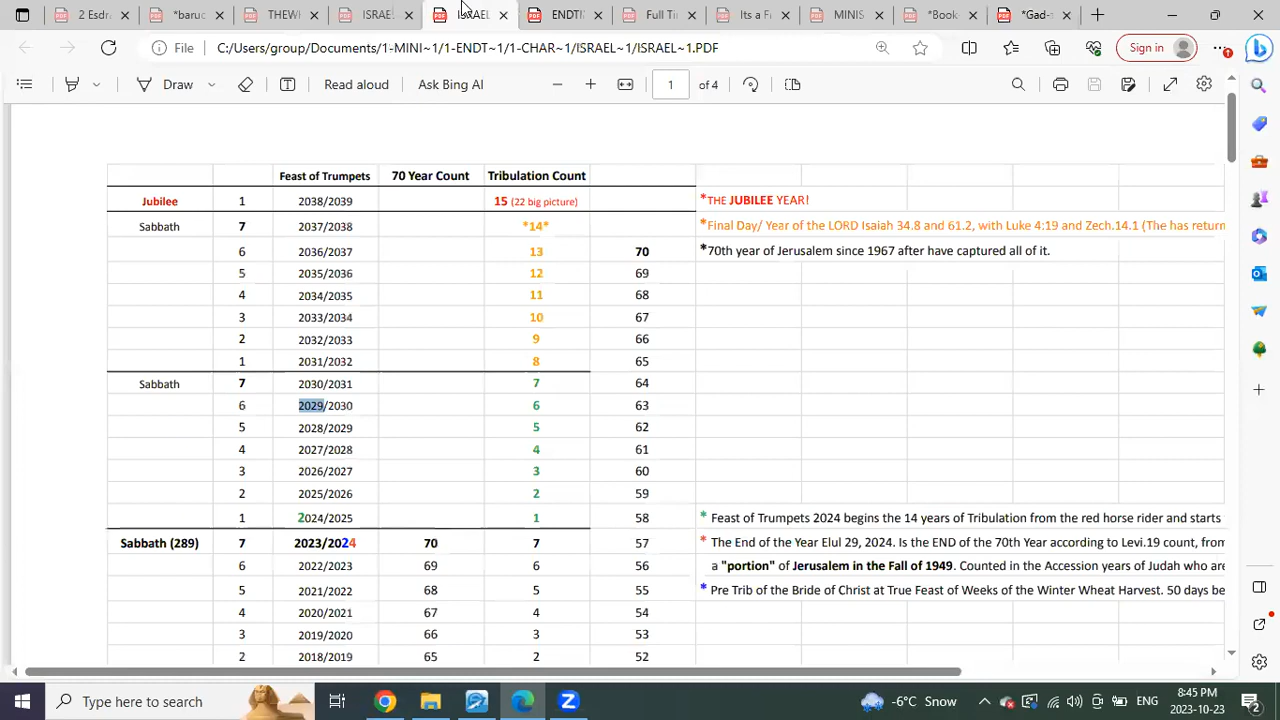 2 Esdra
*baruc
THEWH
ISRAEL
ISRAEL
ENDTI
Full Tir
Its a Fi
MINIS
*Book
*Gad-t
File
C:/Users/group/Documents/1-MINI~1/1-ENDT~1/1-CHAR~1/ISRAEL~1/ISRAEL~1.PDF
Sign in
Draw
Read aloud
Ask Bing AI
1 of 4
Feast of Trumpets 70 Year Count Tribulation Count
Jubilee 1 2038/2039 15 (22 big picture) *THE JUBILEE YEAR!
Sabbath 7 2037/2038 *14* *Final Day/ Year of the LORD Isaiah 34.8 and 61.2, with Luke 4:19 and Zech.14.1 (The has return
6 2036/2037 13 70 *70th year of Jerusalem since 1967 after have captured all of it.
5 2035/2036 12 69
4 2034/2035 11 68
3 2033/2034 10 67
2 2032/2033 9 66
1 2031/2032 8 65
Sabbath 7 2030/2031 7 64
6 2029/2030 6 63
5 2028/2029 5 62
4 2027/2028 4 61
3 2026/2027 3 60
2 2025/2026 2 59
1 2024/2025 1 58 * Feast of Trumpets 2024 begins the 14 years of Tribulation from the red horse rider and starts
Sabbath (289) 7 2023/2024 70 7 57 * The End of the Year Elul 29, 2024. Is the END of the 70th Year according to Levi.19 count, from
6 2022/2023 69 6 56 a "portion" of Jerusalem in the Fall of 1949. Counted in the Accession years of Judah who are
5 2021/2022 68 5 55 * Pre Trib of the Bride of Christ at True Feast of Weeks of the Winter Wheat Harvest. 50 days be
4 2020/2021 67 4 54
3 2019/2020 66 3 53
2 2018/2019 65 2 52
Type here to search
-6°C Snow
ENG
8:45 PM
2023-10-23
2